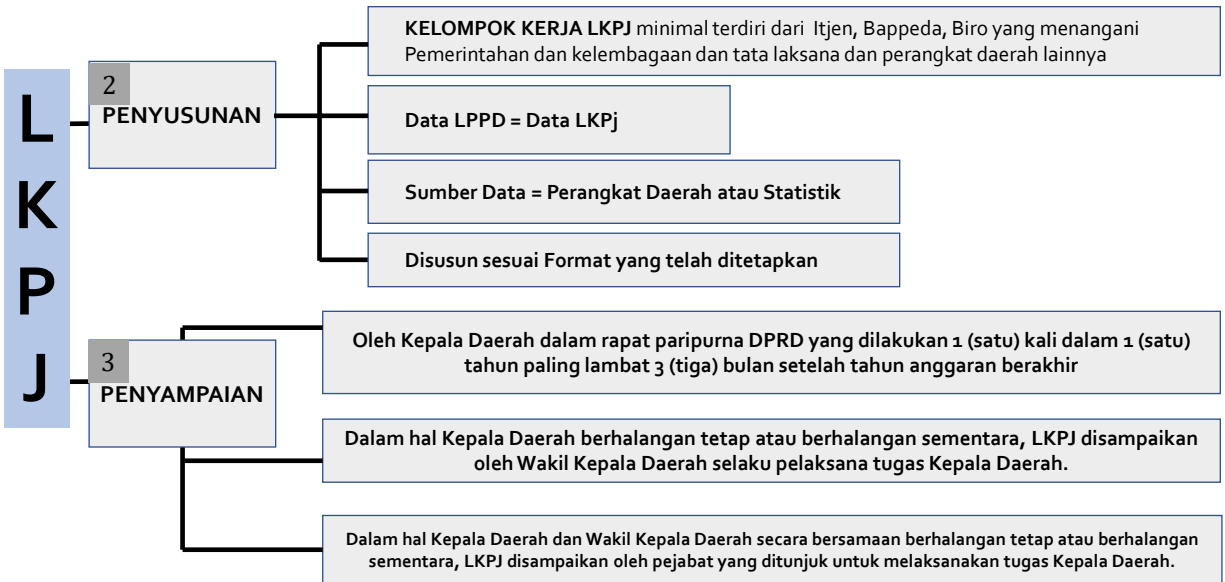 L
K
P
J
2
PENYUSUNAN
KELOMPOK KERJA LKPJ minimal terdiri dari Itjen, Bappeda, Biro yang menangani
Pemerintahan dan kelembagaan dan tata laksana dan perangkat daerah lainnya
Data LPPD = Data LKPj
Sumber Data = Perangkat Daerah atau Statistik
Disusun sesuai Format yang telah ditetapkan
3
PENYAMPAIAN
Oleh Kepala Daerah dalam rapat paripurna DPRD yang dilakukan 1 (satu) kali dalam 1 (satu)
tahun paling lambat 3 (tiga) bulan setelah tahun anggaran berakhir
Dalam hal Kepala Daerah berhalangan tetap atau berhalangan sementara, LKPJ disampaikan
oleh Wakil Kepala Daerah selaku pelaksana tugas Kepala Daerah.
Dalam hal Kepala Daerah dan Wakil Kepala Daerah secara bersamaan berhalangan tetap atau berhalangan
sementara, LKPJ disampaikan oleh pejabat yang ditunjuk untuk melaksanakan tugas Kepala Daerah.